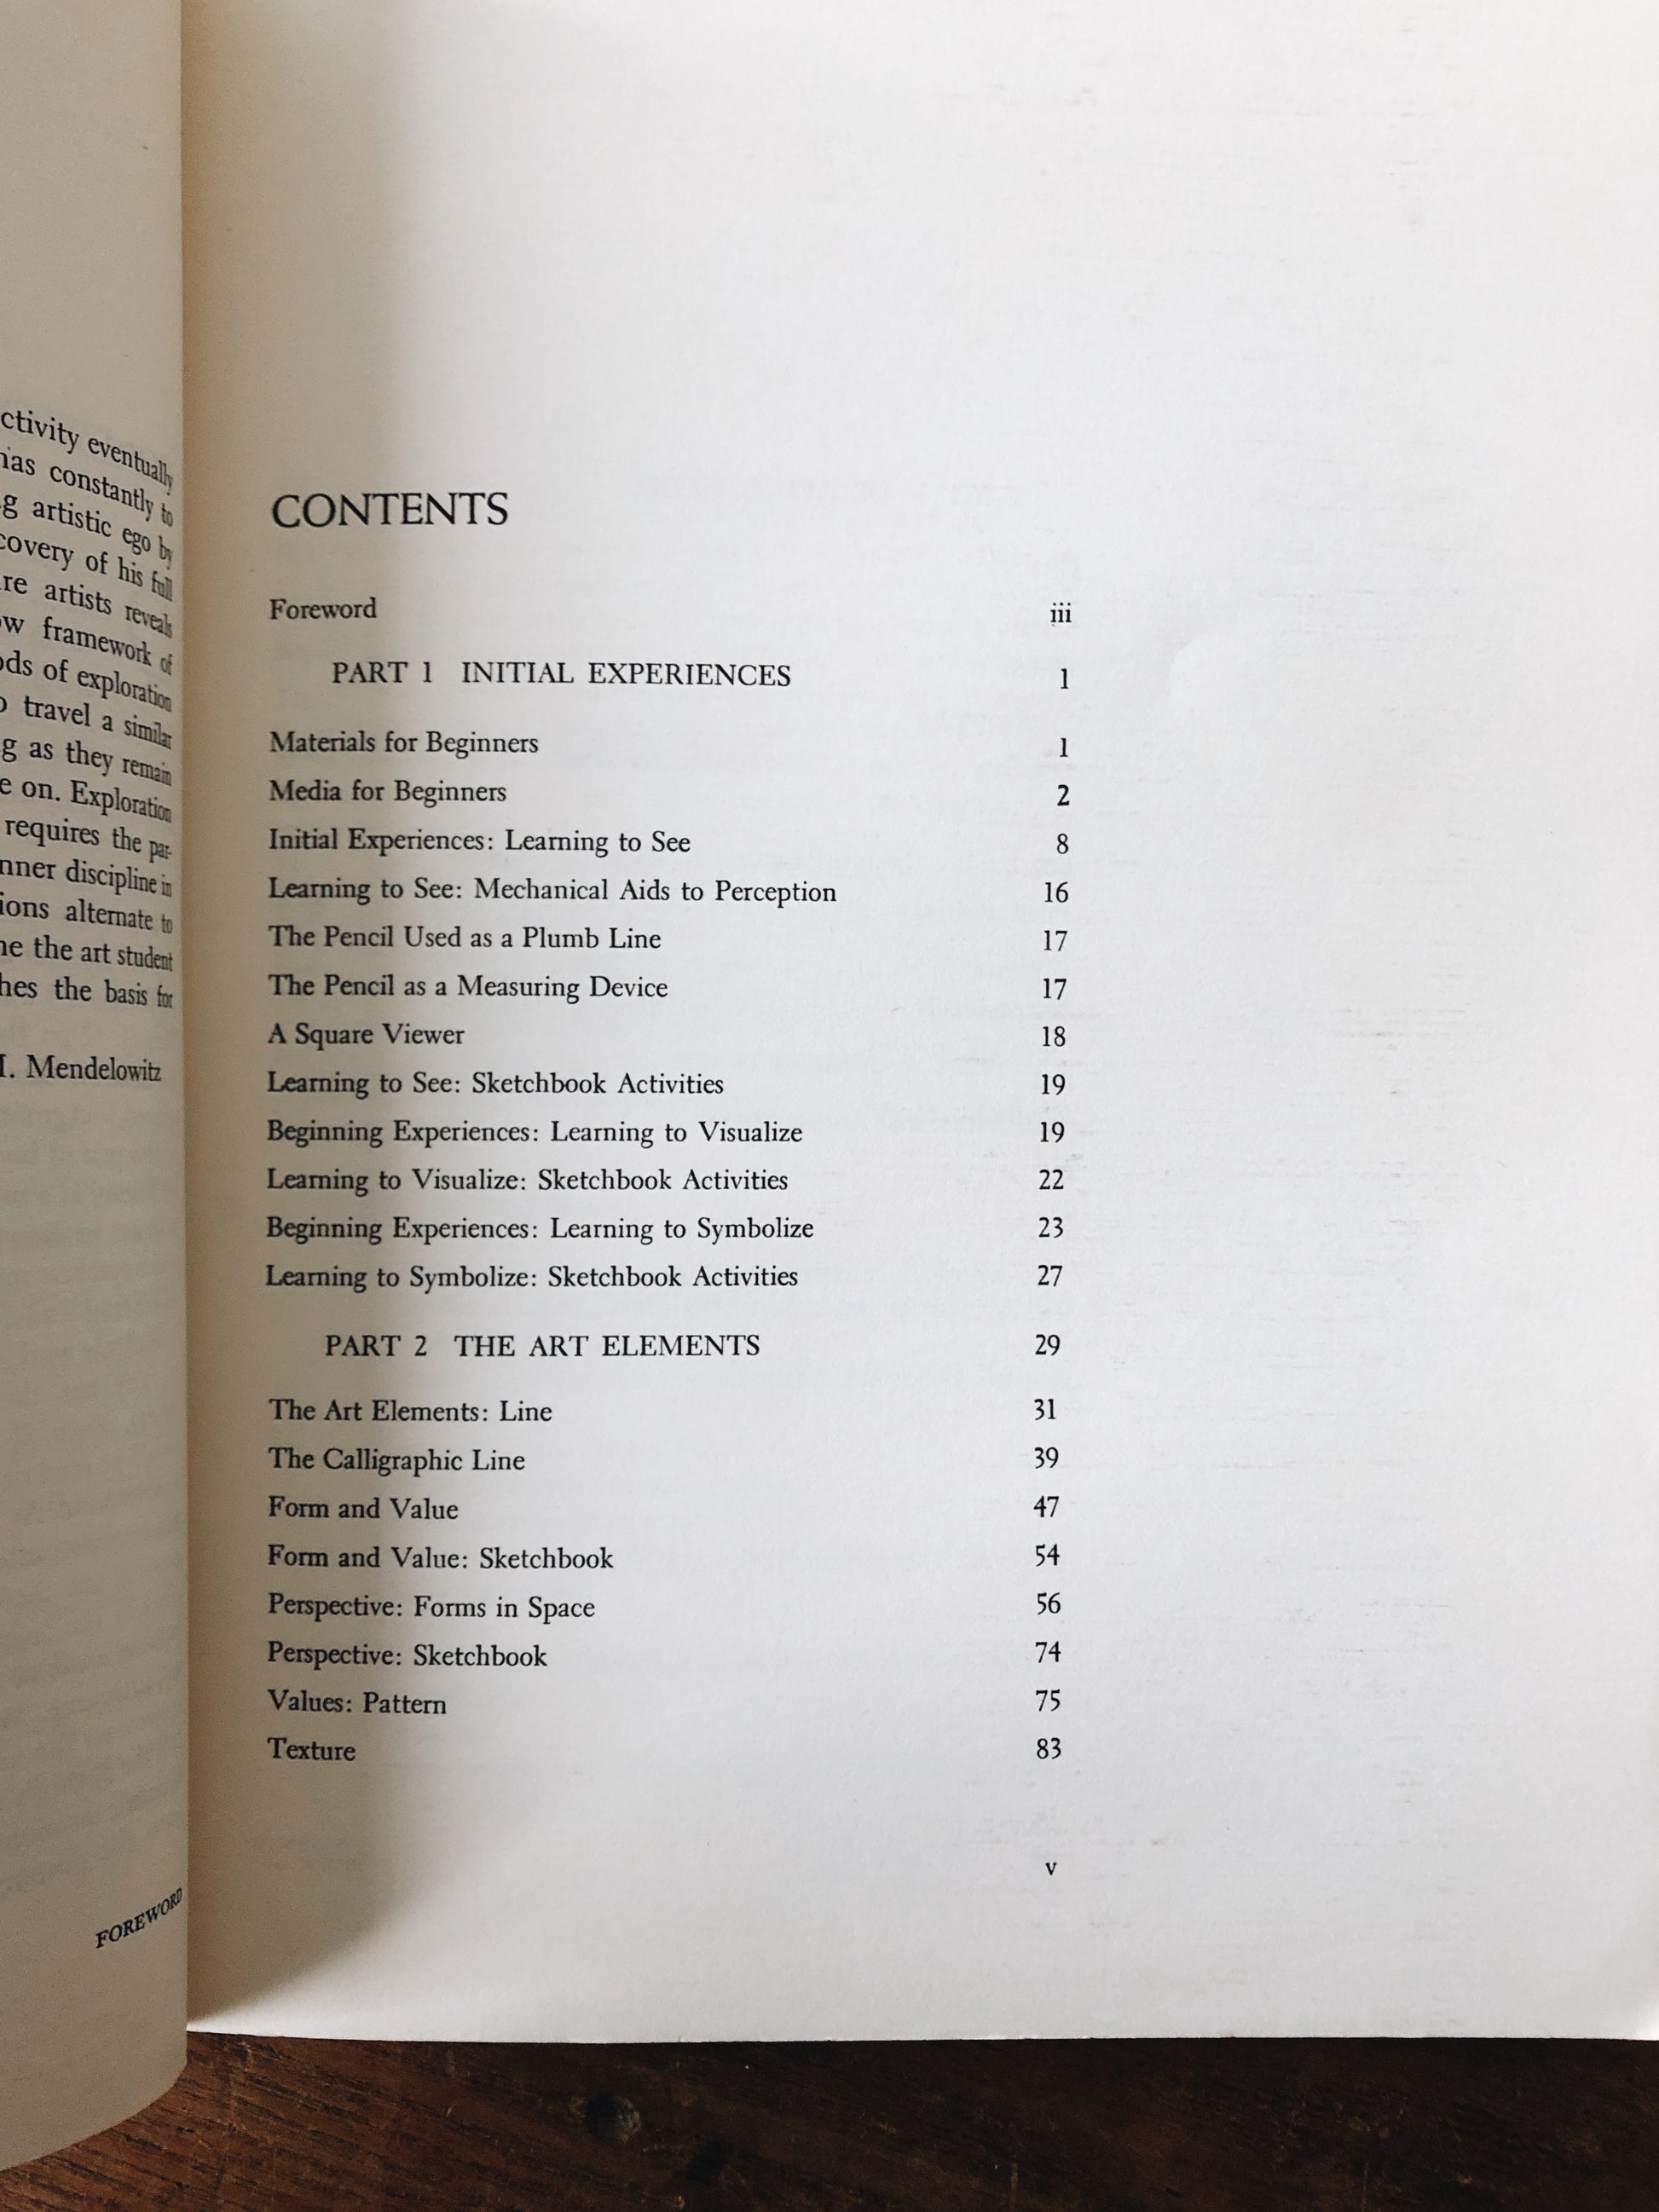 ctivity eventually
has constantly to
g artistic ego by
covery of his full
re artists reveals
w framework of
ods of exploration
travel a similar
g as they remain
e on. Exploration
requires the par-
nner discipline in
ions alternate to
ne the art student
hes the basis for
I. Mendelowitz
FOREWORD
CONTENTS
Foreword iii
PART 1 INITIAL EXPERIENCES 1
Materials for Beginners 1
Media for Beginners 2
Initial Experiences: Learning to See 8
Learning to See: Mechanical Aids to Perception 16
The Pencil Used as a Plumb Line 17
The Pencil as a Measuring Device 17
A Square Viewer 18
Learning to See: Sketchbook Activities 19
Beginning Experiences: Learning to Visualize 19
Learning to Visualize: Sketchbook Activities 22
Beginning Experiences: Learning to Symbolize 23
Learning to Symbolize: Sketchbook Activities 27
PART 2 THE ART ELEMENTS 29
The Art Elements: Line 31
The Calligraphic Line 39
Form and Value 47
Form and Value: Sketchbook 54
Perspective: Forms in Space 56
Perspective: Sketchbook 74
Values: Pattern 75
Texture 83
v